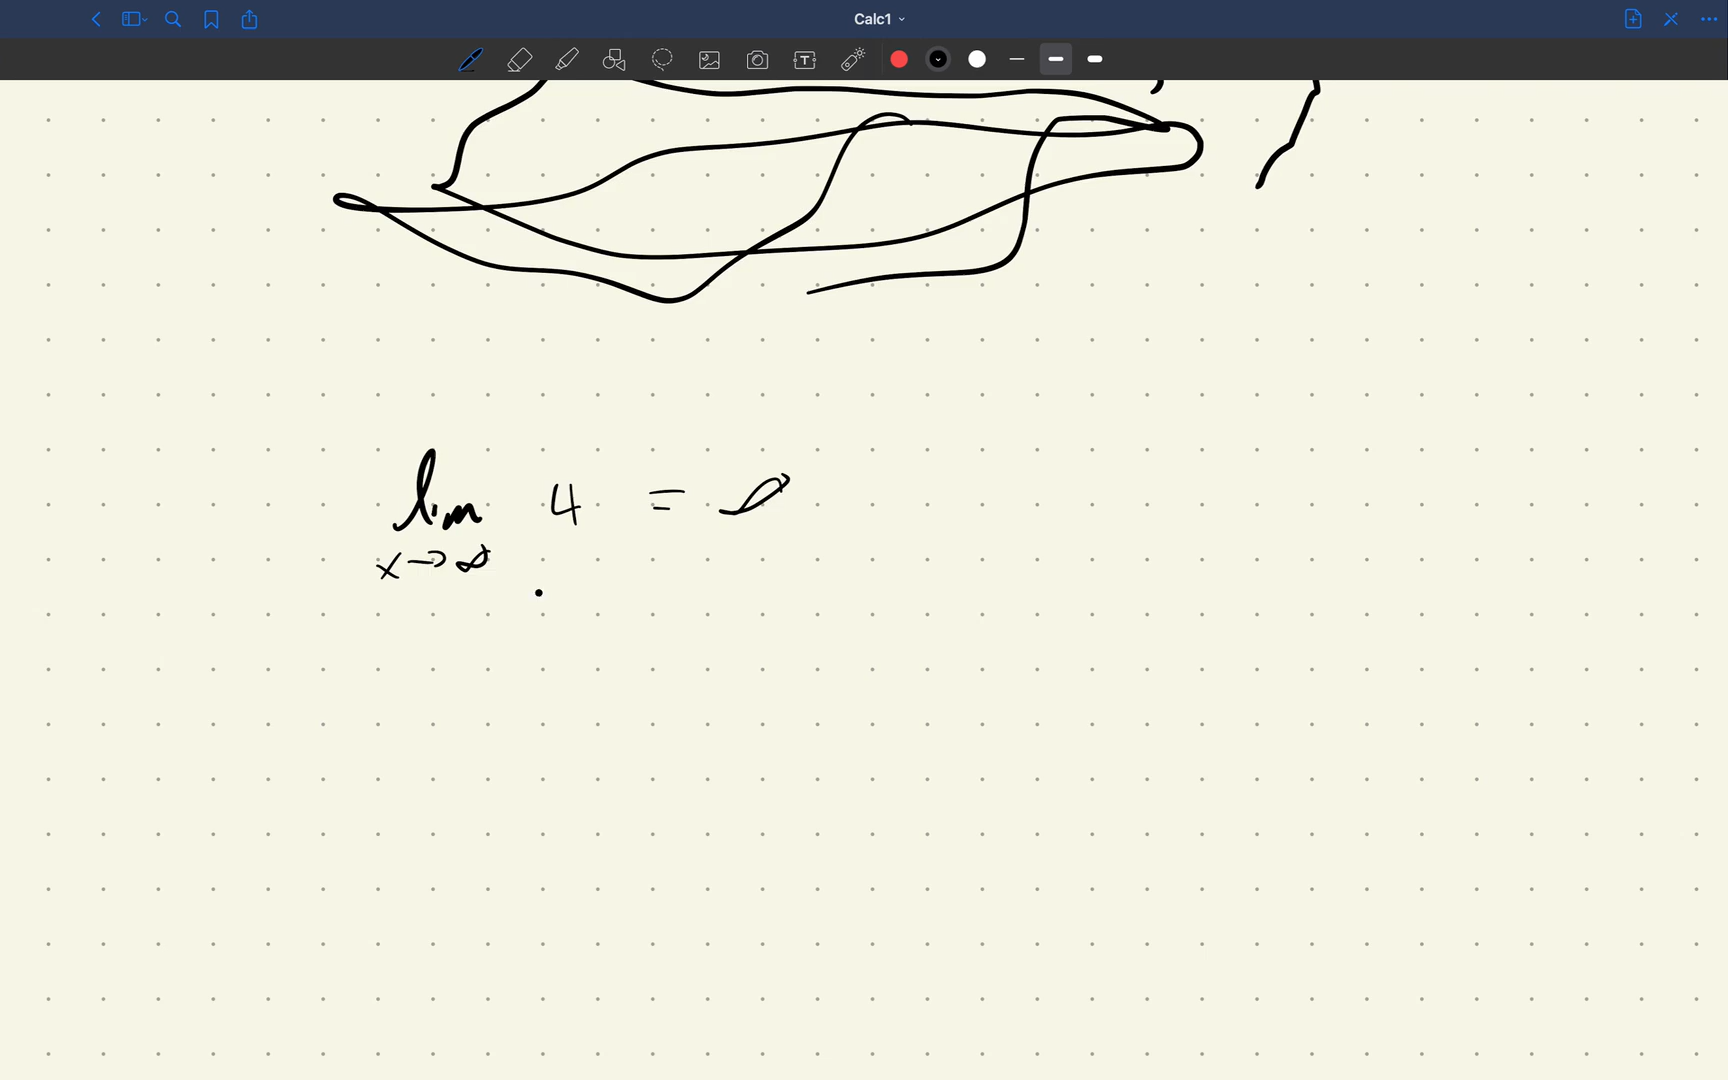 Calc1
lim 4 = ∞
x→∞